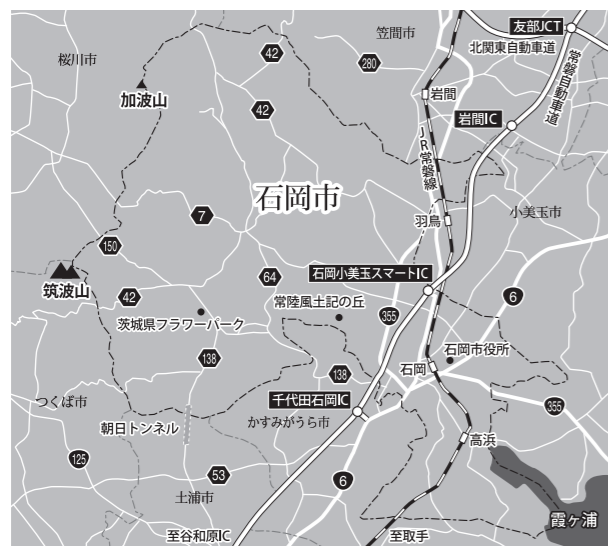 笠間市
友部JCT
北関東自動車道
桜川市
42
280
常磐自動車道
加波山
岩間
42
岩間IC
JR常磐線
石岡市
7
羽鳥
小美玉市
150
64
石岡小美玉スマートIC
筑波山
42
常陸風土記の丘
6
茨城県フラワーパーク
355
138
石岡市役所
138
石岡
つくば市
千代田石岡IC
朝日トンネル
かすみがうら市
355
高浜
125
53
6
土浦市
霞ヶ浦
至谷和原IC
至取手